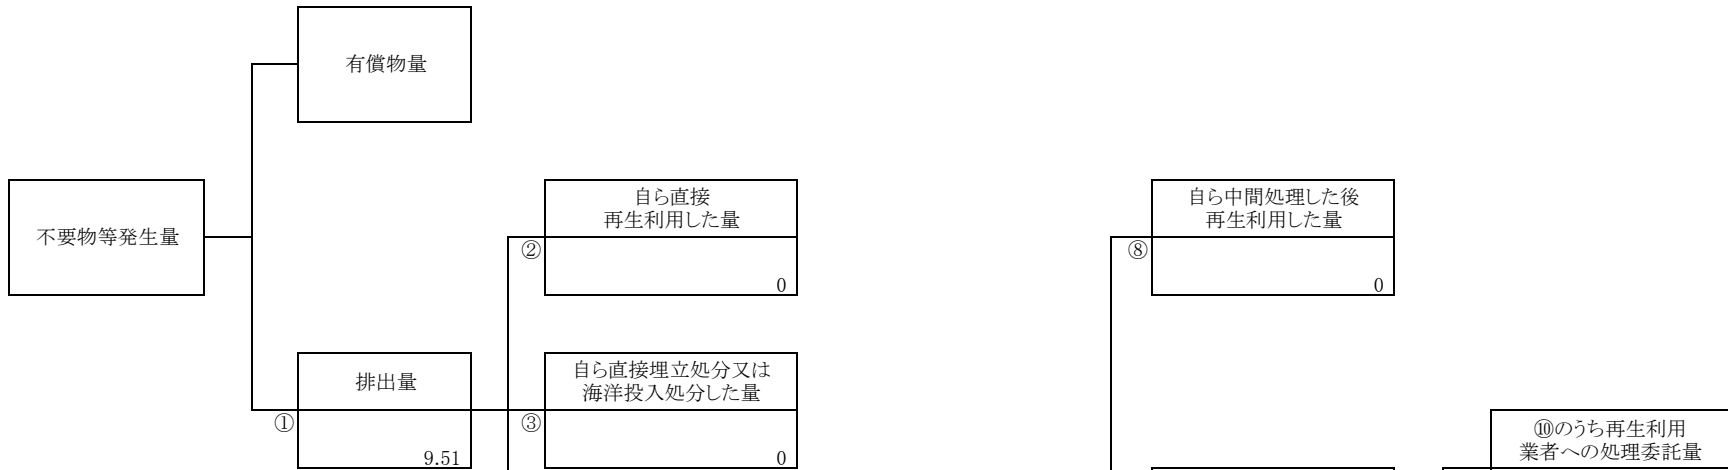 有償物量
不要物等発生量
自ら直接
再生利用した量
②
0
自ら中間処理した後
再生利用した量
⑧
0
排出量
①
9.51
自ら直接埋立処分又は
海洋投入処分した量
③
0
⑩のうち再生利用
業者への処理委託量